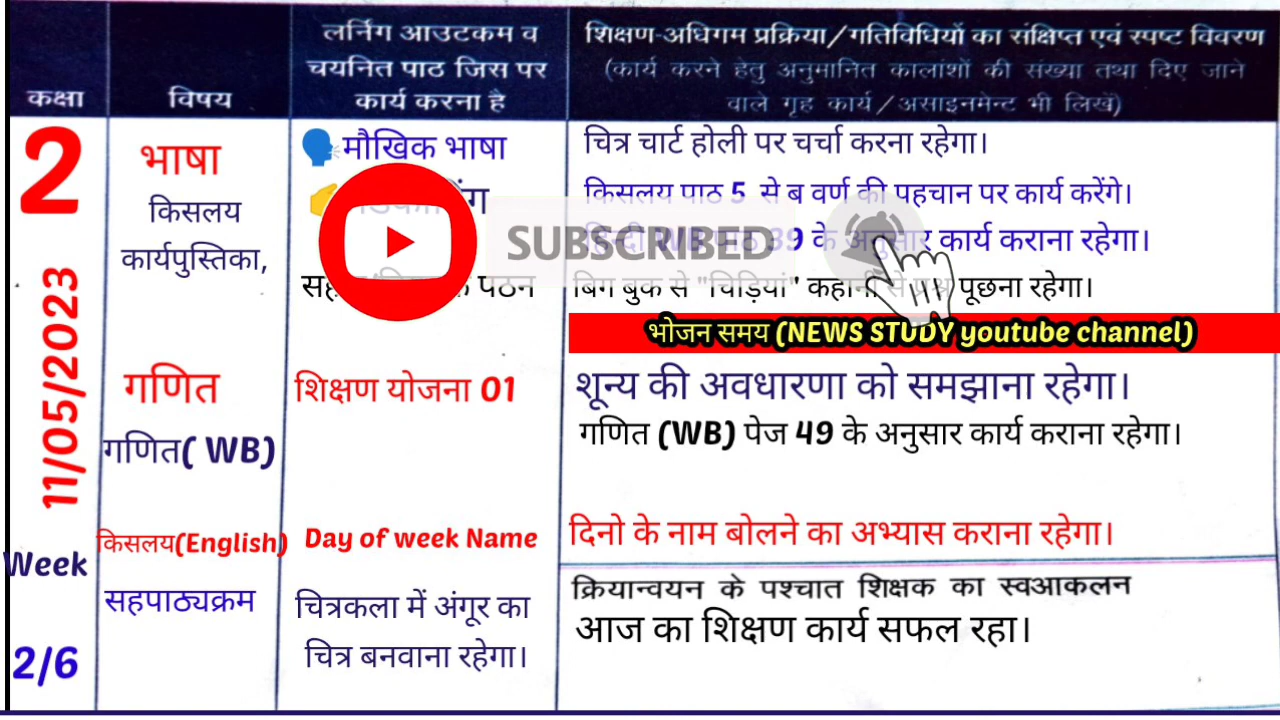 कक्षा
विषय
लर्निंग आउटकम व
चयनित पाठ जिस पर
कार्य करना है
शिक्षण-अधिगम प्रक्रिया/गतिविधियों का संक्षिप्त एवं स्पष्ट विवरण
(कार्य करने हेतु अनुमानित कालांशों की संख्या तथा दिए जाने
वाले गृह कार्य/असाइनमेन्ट भी लिखें)
2
11/05/2023
Week
2/6
भाषा
किसलय
कार्यपुस्तिका,
मौखिक भाषा
पठन
चित्र चार्ट होली पर चर्चा करना रहेगा।
किसलय पाठ 5 से ब वर्ण की पहचान पर कार्य करेंगे।
39 के अनुसार कार्य कराना रहेगा।
SUBSCRIBED
बिग बुक से "चिड़ियां" कहानी से प्रश्न पूछना रहेगा।
भोजन समय (NEWS STUDY youtube channel)
गणित
गणित( WB)
शिक्षण योजना 01
शून्य की अवधारणा को समझाना रहेगा।
गणित (WB) पेज 49 के अनुसार कार्य कराना रहेगा।
किसलय(English)
Day of week Name
दिनो के नाम बोलने का अभ्यास कराना रहेगा।
सहपाठ्यक्रम
चित्रकला में अंगूर का
चित्र बनवाना रहेगा।
क्रियान्वयन के पश्चात शिक्षक का स्वआकलन
आज का शिक्षण कार्य सफल रहा।